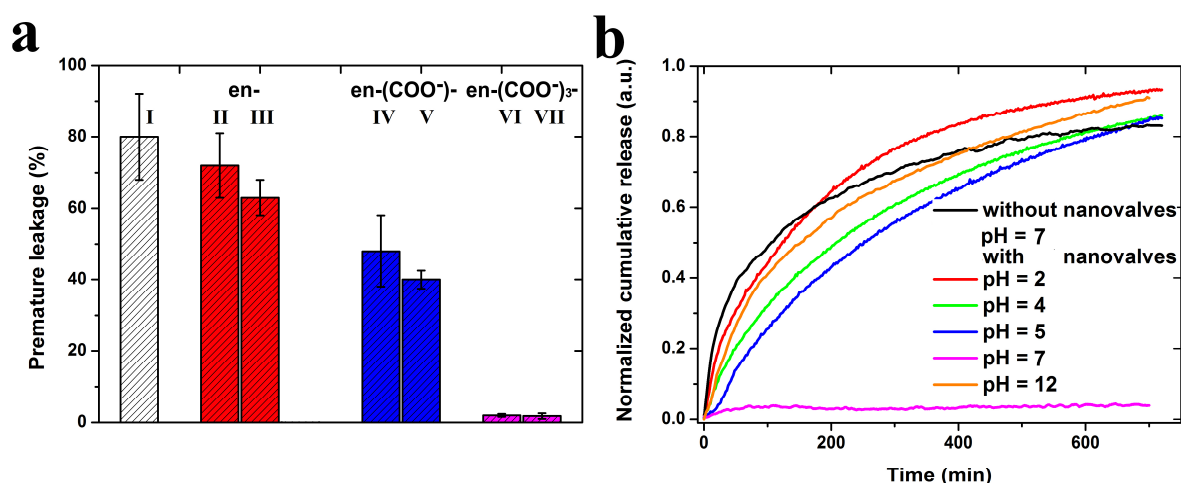 a
Premature leakage (%)
100
80
60
40
20
0
en-
en-(COO⁻)-
en-(COO⁻)₃-
I
II
III
IV
V
VI
VII
b
Normalized cumulative release (a.u.)
1.0
0.8
0.6
0.4
0.2
0.0
0
200
400
600
Time (min)
without nanovalves
pH = 7
with nanovalves
pH = 2
pH = 4
pH = 5
pH = 7
pH = 12